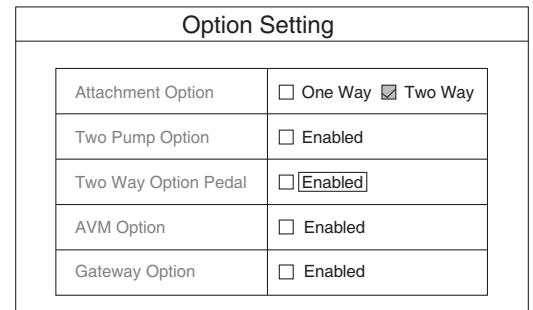 Option Setting
Attachment Option One Way Two Way
Two Pump Option Enabled
Two Way Option Pedal Enabled
AVM Option Enabled
Gateway Option Enabled